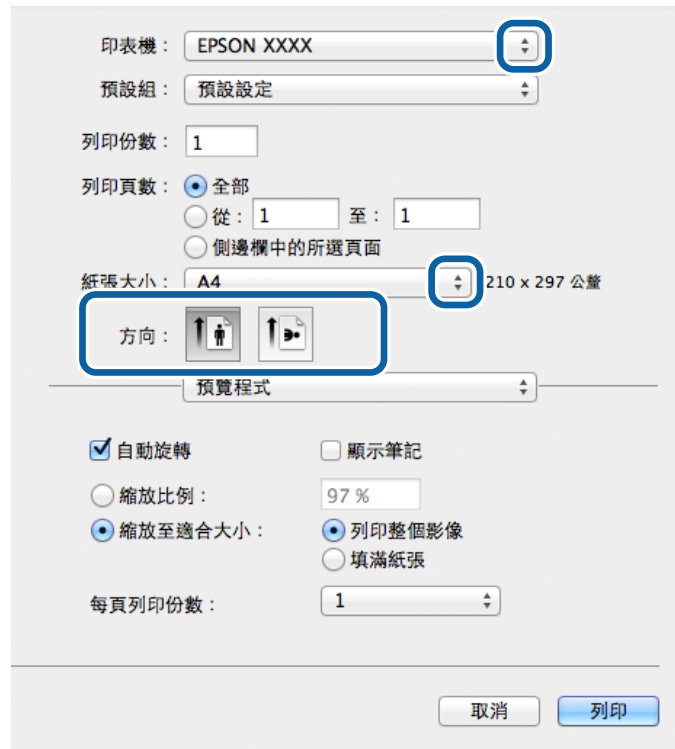 印表機： EPSON XXXX
預設組： 預設設定
列印份數： 1
列印頁數： 全部
從： 1 至： 1
側邊欄中的所選頁面
紙張大小： A4 210 x 297 公釐
方向：
預覽程式
自動旋轉 顯示筆記
縮放比例： 97 %
縮放至適合大小： 列印整個影像
填滿紙張
每頁列印份數： 1
取消 列印